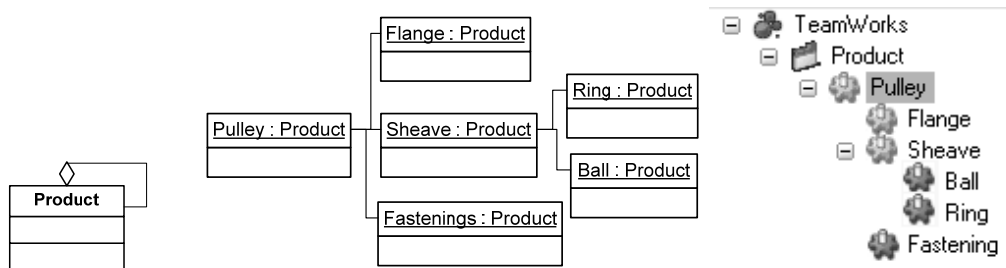 Product
Pulley : Product
Flange : Product
Sheave : Product
Fastenings : Product
Ring : Product
Ball : Product
TeamWorks
Product
Pulley
Flange
Sheave
Ball
Ring
Fastening